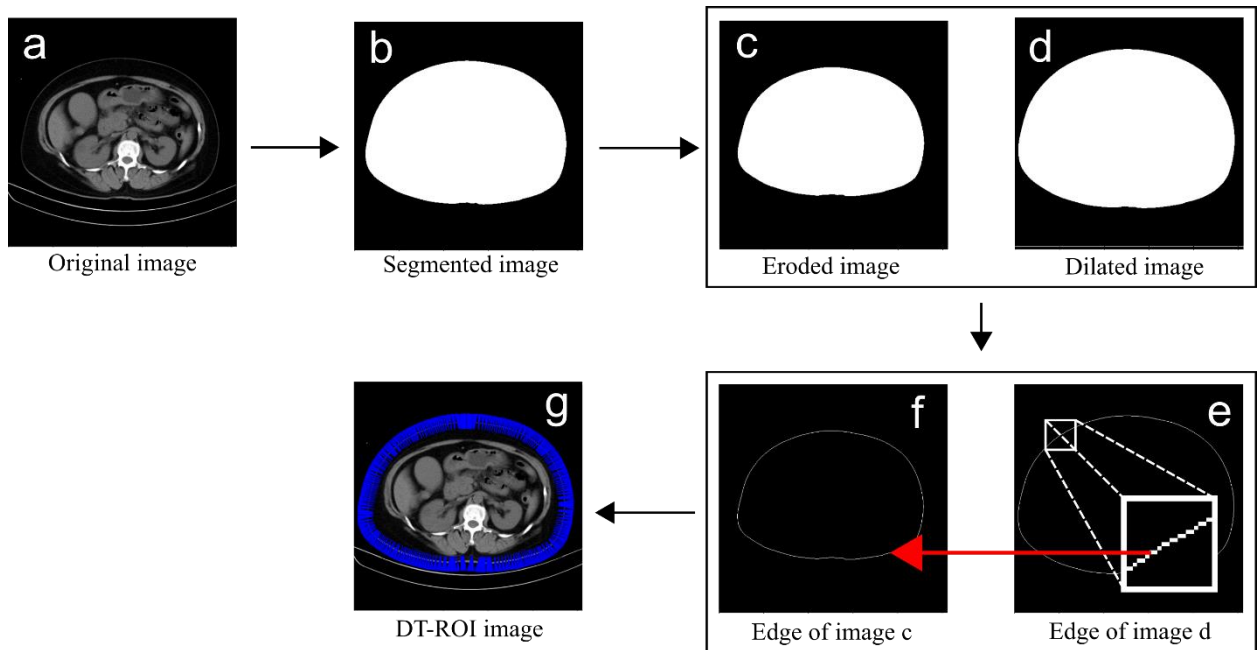 a
Original image
b
Segmented image
c
Eroded image
d
Dilated image
g
DT-ROI image
f
Edge of image c
e
Edge of image d